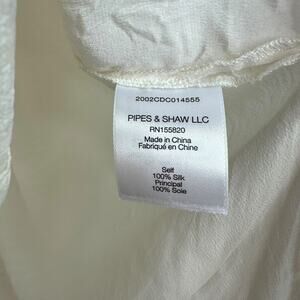 2002CDC014555
PIPES & SHAW LLC
RN155820
Made in China
Fabriqué en Chine
Self
100% Silk
Principal
100% Soie